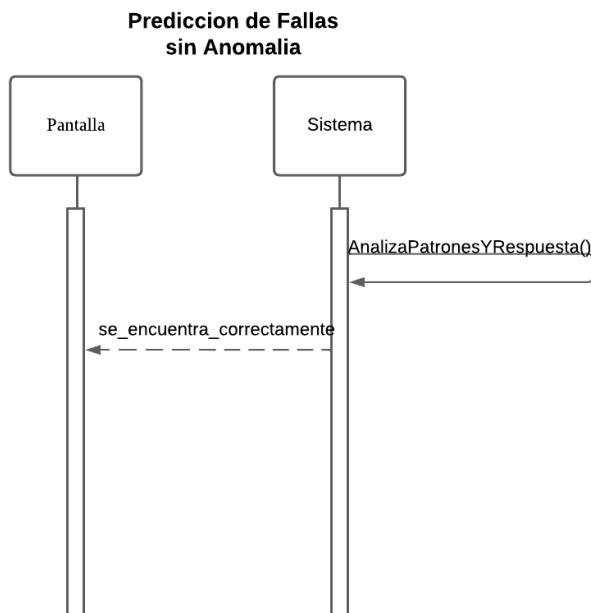 Prediccion de Fallas
sin Anomalia
Pantalla
Sistema
AnalizaPatronesYRespuesta()
se_encuentra_correctamente